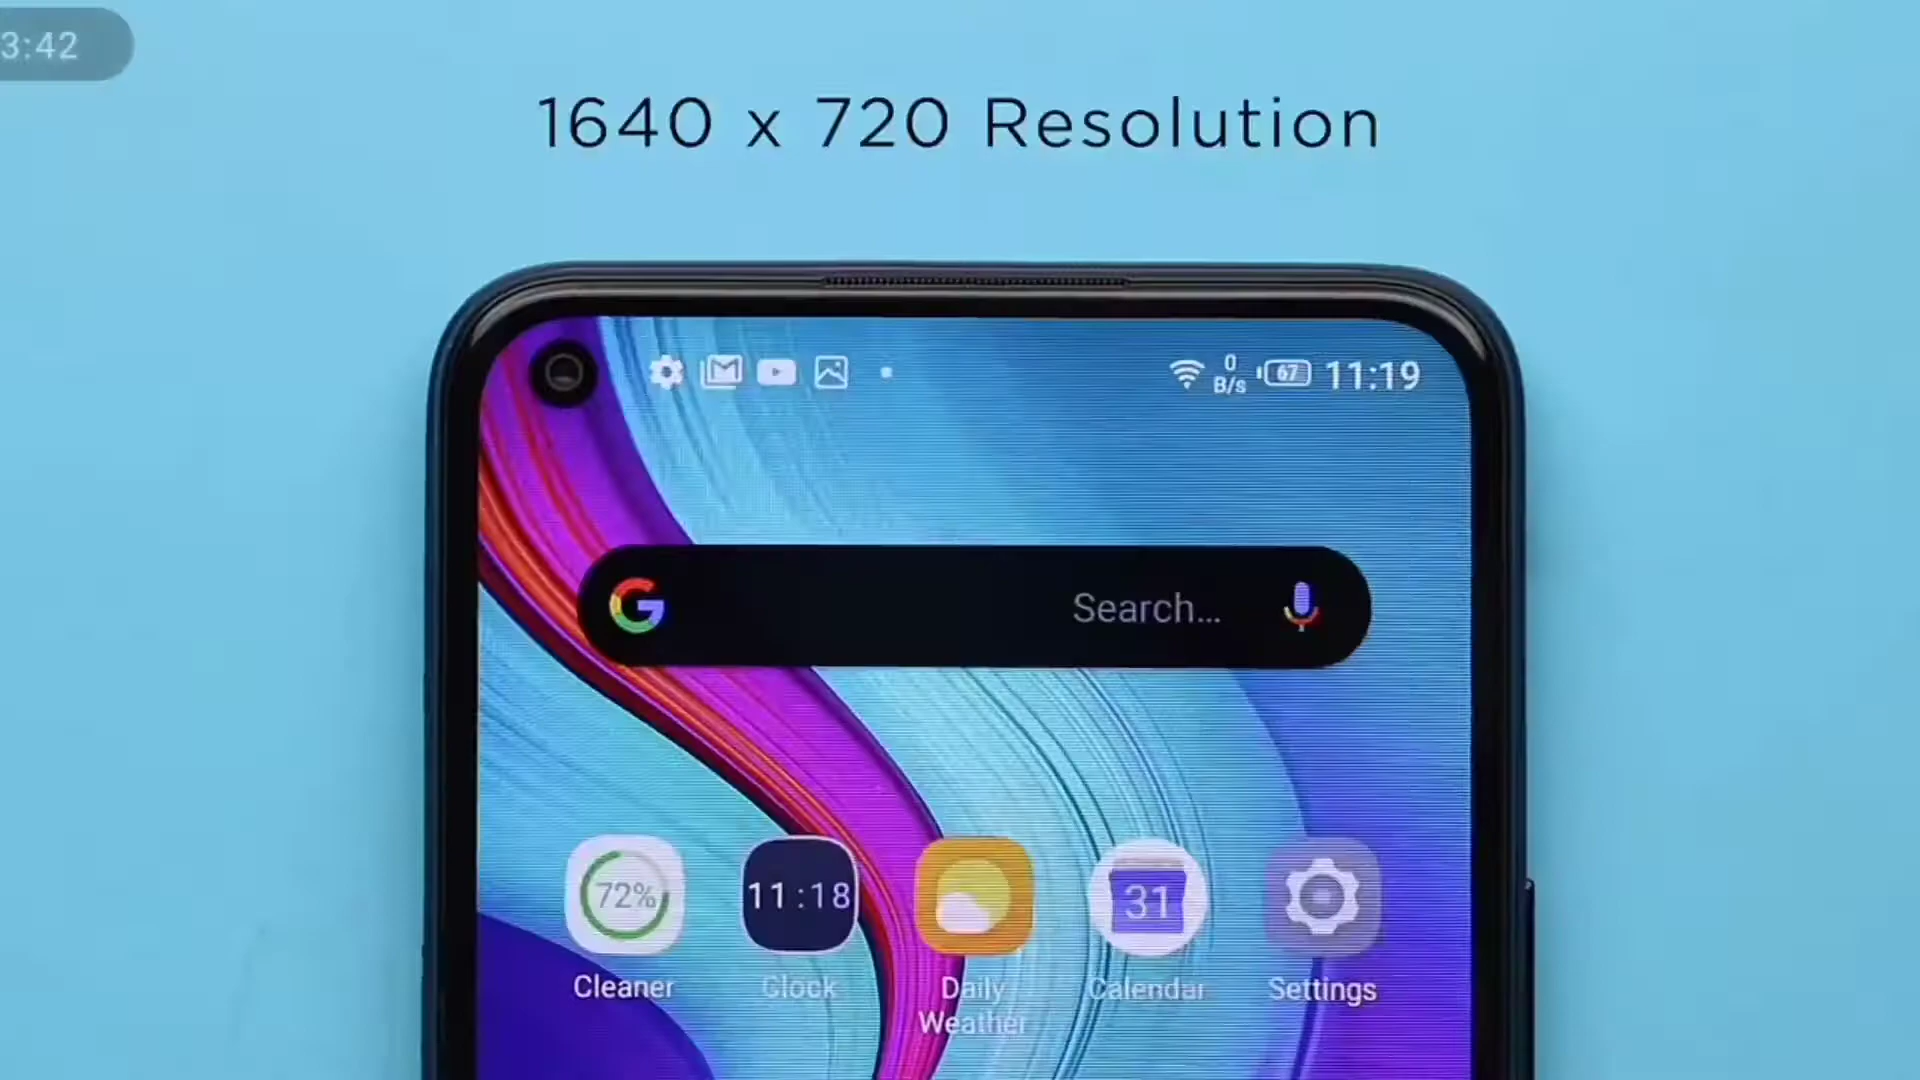 3:42
1640 x 720 Resolution
0
B/s
67
11:19
G
Search...
72%
11:18
31
Cleaner
Clock
Daily
Weather
Calendar
Settings